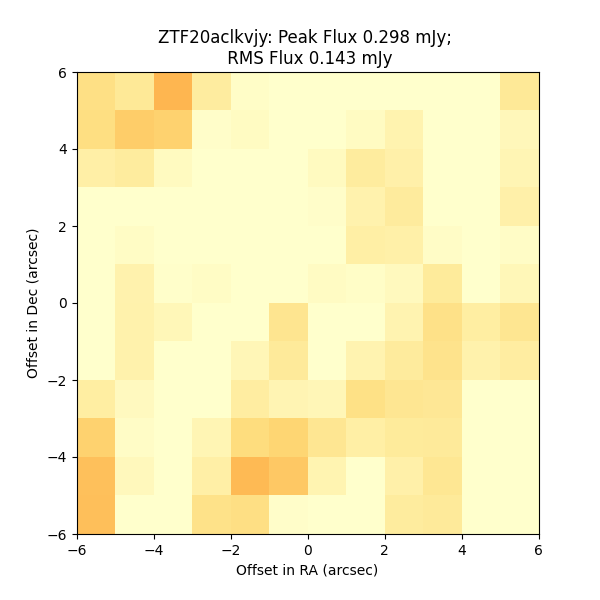 ZTF20aclkvjy: Peak Flux 0.298 mJy;
RMS Flux 0.143 mJy
6
4
2
0
−2
−4
−6
Offset in Dec (arcsec)
−6 −4 −2 0 2 4 6
Offset in RA (arcsec)